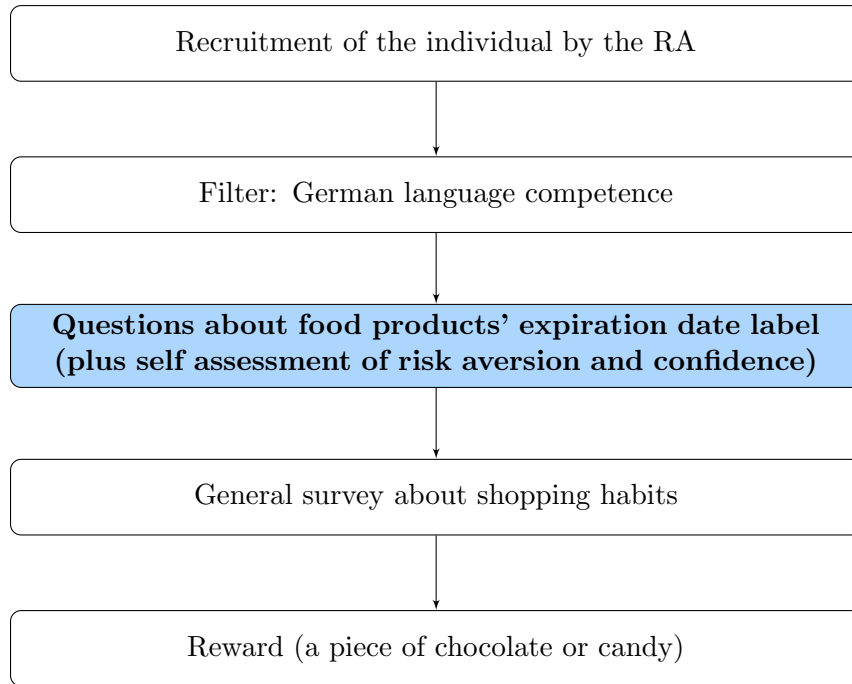 Recruitment of the individual by the RA
Filter: German language competence
Questions about food products’ expiration date label
(plus self assessment of risk aversion and confidence)
General survey about shopping habits
Reward (a piece of chocolate or candy)